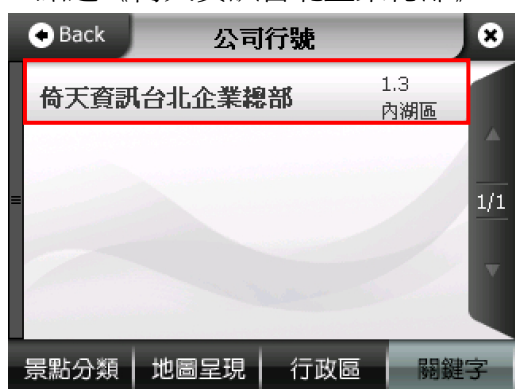 Back
公司行號
倚天資訊台北企業總部
1.3
內湖區
1/1
景點分類
地圖呈現
行政區
關鍵字